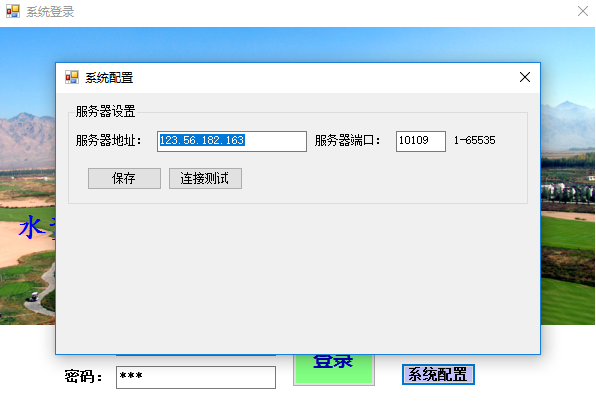 系统登录
系统配置
服务器设置
服务器地址： 123.56.182.163 服务器端口： 10109 1-65535
保存 连接测试
水
登录
密码： *** 系统配置